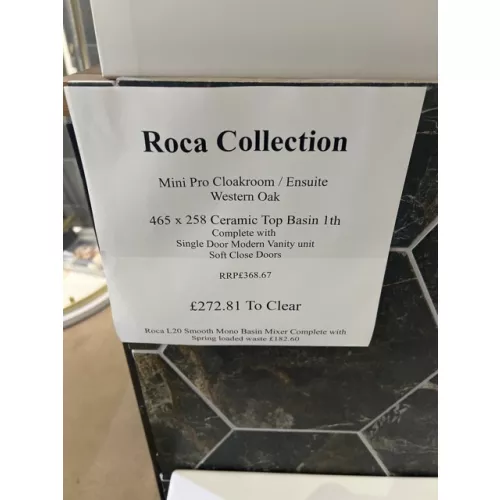 Roca Collection
Mini Pro Cloakroom / Ensuite
Western Oak
465 x 258 Ceramic Top Basin 1th
Complete with
Single Door Modern Vanity unit
Soft Close Doors
RRP£368.67
£272.81 To Clear
Roca L20 Smooth Mono Basin Mixer Complete with
Spring loaded waste £182.60